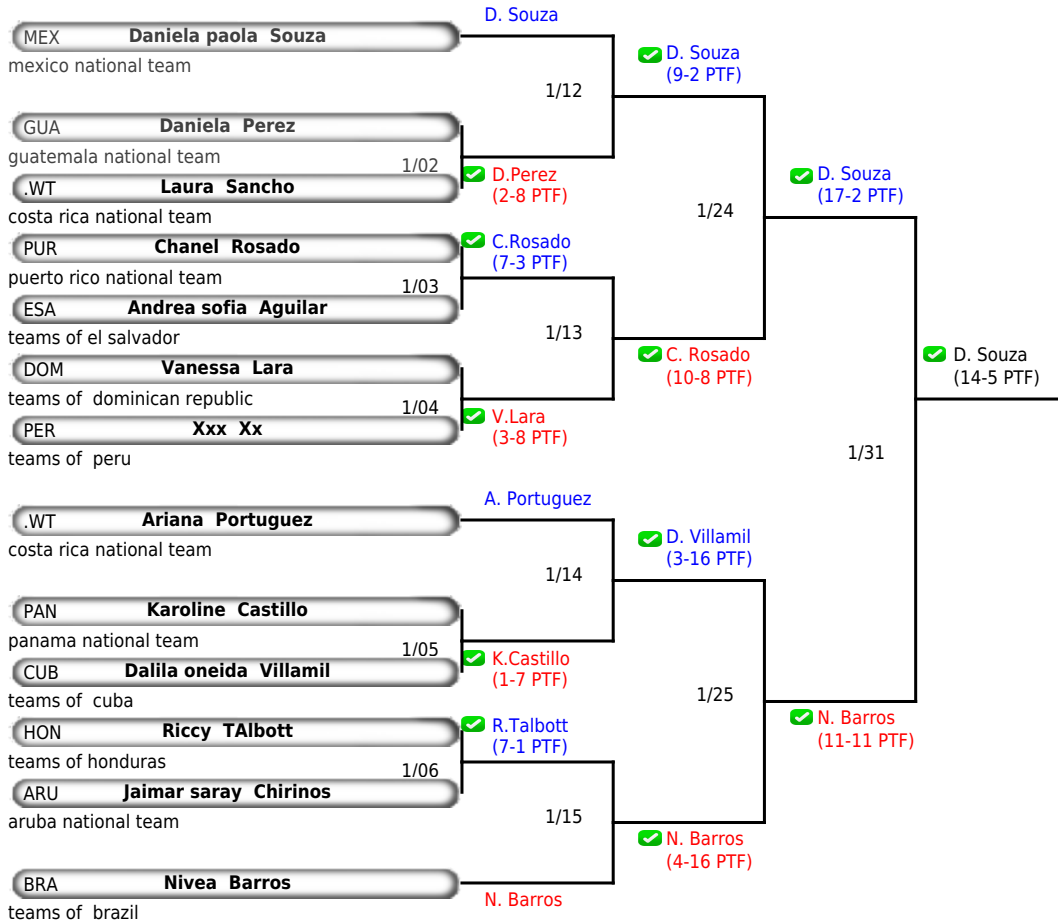 D. Souza
MEX Daniela paola Souza
mexico national team
D. Souza
(9-2 PTF)
1/12
GUA Daniela Perez
guatemala national team
1/02
D.Perez
(2-8 PTF)
.WT Laura Sancho
costa rica national team
D. Souza
(17-2 PTF)
1/24
PUR Chanel Rosado
puerto rico national team
C.Rosado
(7-3 PTF)
1/03
ESA Andrea sofia Aguilar
teams of el salvador
1/13
C. Rosado
(10-8 PTF)
D. Souza
(14-5 PTF)
DOM Vanessa Lara
teams of dominican republic
1/04
V.Lara
(3-8 PTF)
PER Xxx Xx
teams of peru
1/31
A. Portuguez
.WT Ariana Portuguez
costa rica national team
D. Villamil
(3-16 PTF)
1/14
PAN Karoline Castillo
panama national team
1/05
K.Castillo
(1-7 PTF)
CUB Dalila oneida Villamil
teams of cuba
1/25
N. Barros
(11-11 PTF)
HON Riccy TAlbott
teams of honduras
R.Talbott
(7-1 PTF)
1/06
ARU Jaimar saray Chirinos
aruba national team
1/15
N. Barros
(4-16 PTF)
BRA Nivea Barros
teams of brazil
N. Barros